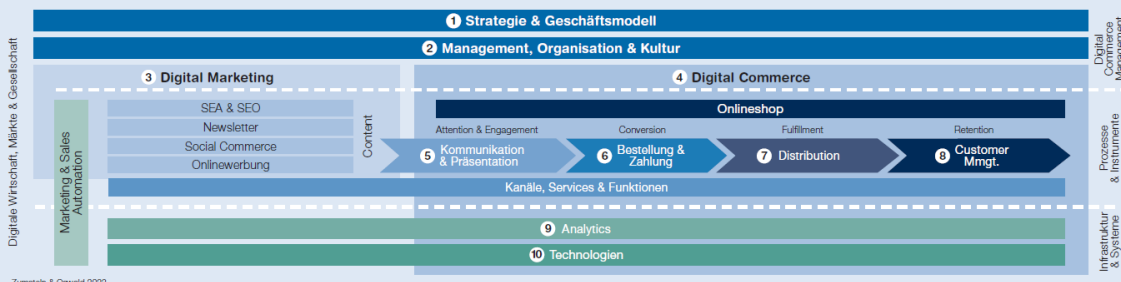 1 Strategie & Geschäftsmodell
2 Management, Organisation & Kultur
Digital
Commerce
Management
Digitale Wirtschaft, Märkte & Gesellschaft
3 Digital Marketing
4 Digital Commerce
Marketing & Sales
Automation
SEA & SEO
Newsletter
Social Commerce
Onlinewerbung
Content
Onlineshop
Attention & Engagement
Conversion
Fulfillment
Retention
5 Kommunikation
& Präsentation
6 Bestellung &
Zahlung
7 Distribution
8 Customer
Mmgt.
Kanäle, Services & Funktionen
Prozesse
& Instrumente
9 Analytics
10 Technologien
Infrastruktur
& Systeme